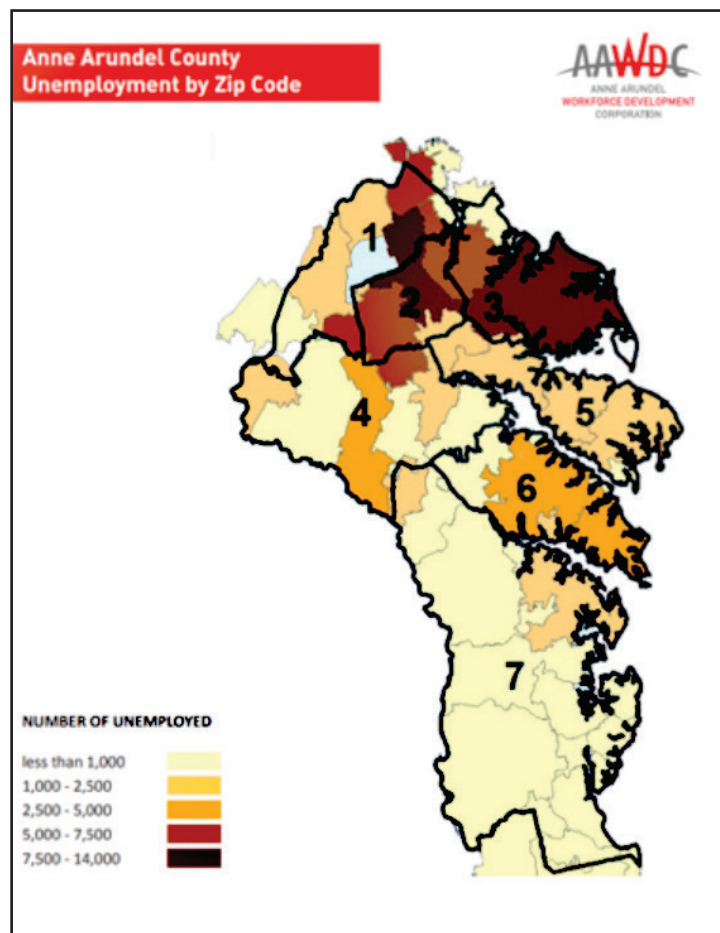 Anne Arundel County
Unemployment by Zip Code
AAWDC
ANNE ARUNDEL
WORKFORCE DEVELOPMENT
CORPORATION
1
2
3
4
5
6
7
NUMBER OF UNEMPLOYED
less than 1,000
1,000 - 2,500
2,500 - 5,000
5,000 - 7,500
7,500 - 14,000